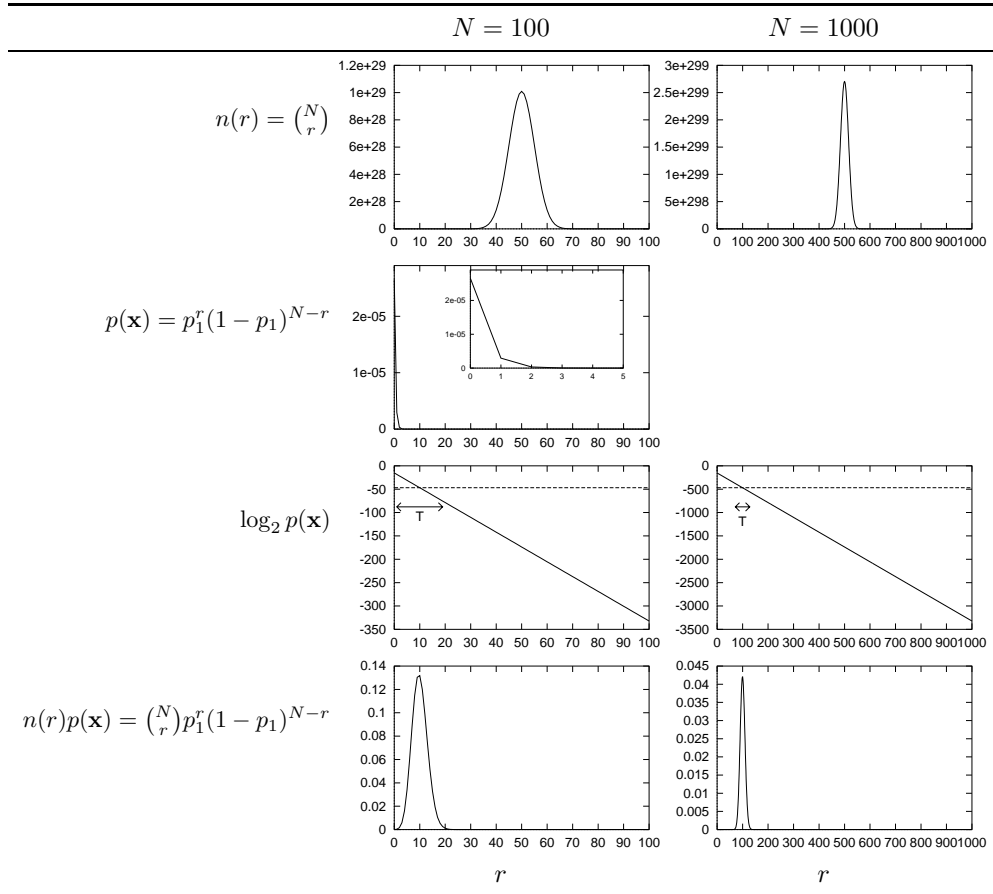 N = 100 N = 1000
n(r) = \binom{N}{r}
1.2e+29
1e+29
8e+28
6e+28
4e+28
2e+28
0
0 10 20 30 40 50 60 70 80 90 100
3e+299
2.5e+299
2e+299
1.5e+299
1e+299
5e+298
0
0 100 200 300 400 500 600 700 800 900 1000
p(x) = p_1^r(1 − p_1)^{N−r}
2e-05
1e-05
0
0 10 20 30 40 50 60 70 80 90 100
2e-05
1e-05
0
0 1 2 3 4 5
log_2 p(x)
0
-50
-100
-150
-200
-250
-300
-350
T
0 10 20 30 40 50 60 70 80 90 100
0
-500
-1000
-1500
-2000
-2500
-3000
-3500
T
0 100 200 300 400 500 600 700 800 900 1000
n(r)p(x) = \binom{N}{r}p_1^r(1 − p_1)^{N−r}
0.14
0.12
0.1
0.08
0.06
0.04
0.02
0
0 10 20 30 40 50 60 70 80 90 100
0.045
0.04
0.035
0.03
0.025
0.02
0.015
0.01
0.005
0
0 100 200 300 400 500 600 700 800 900 1000
r r